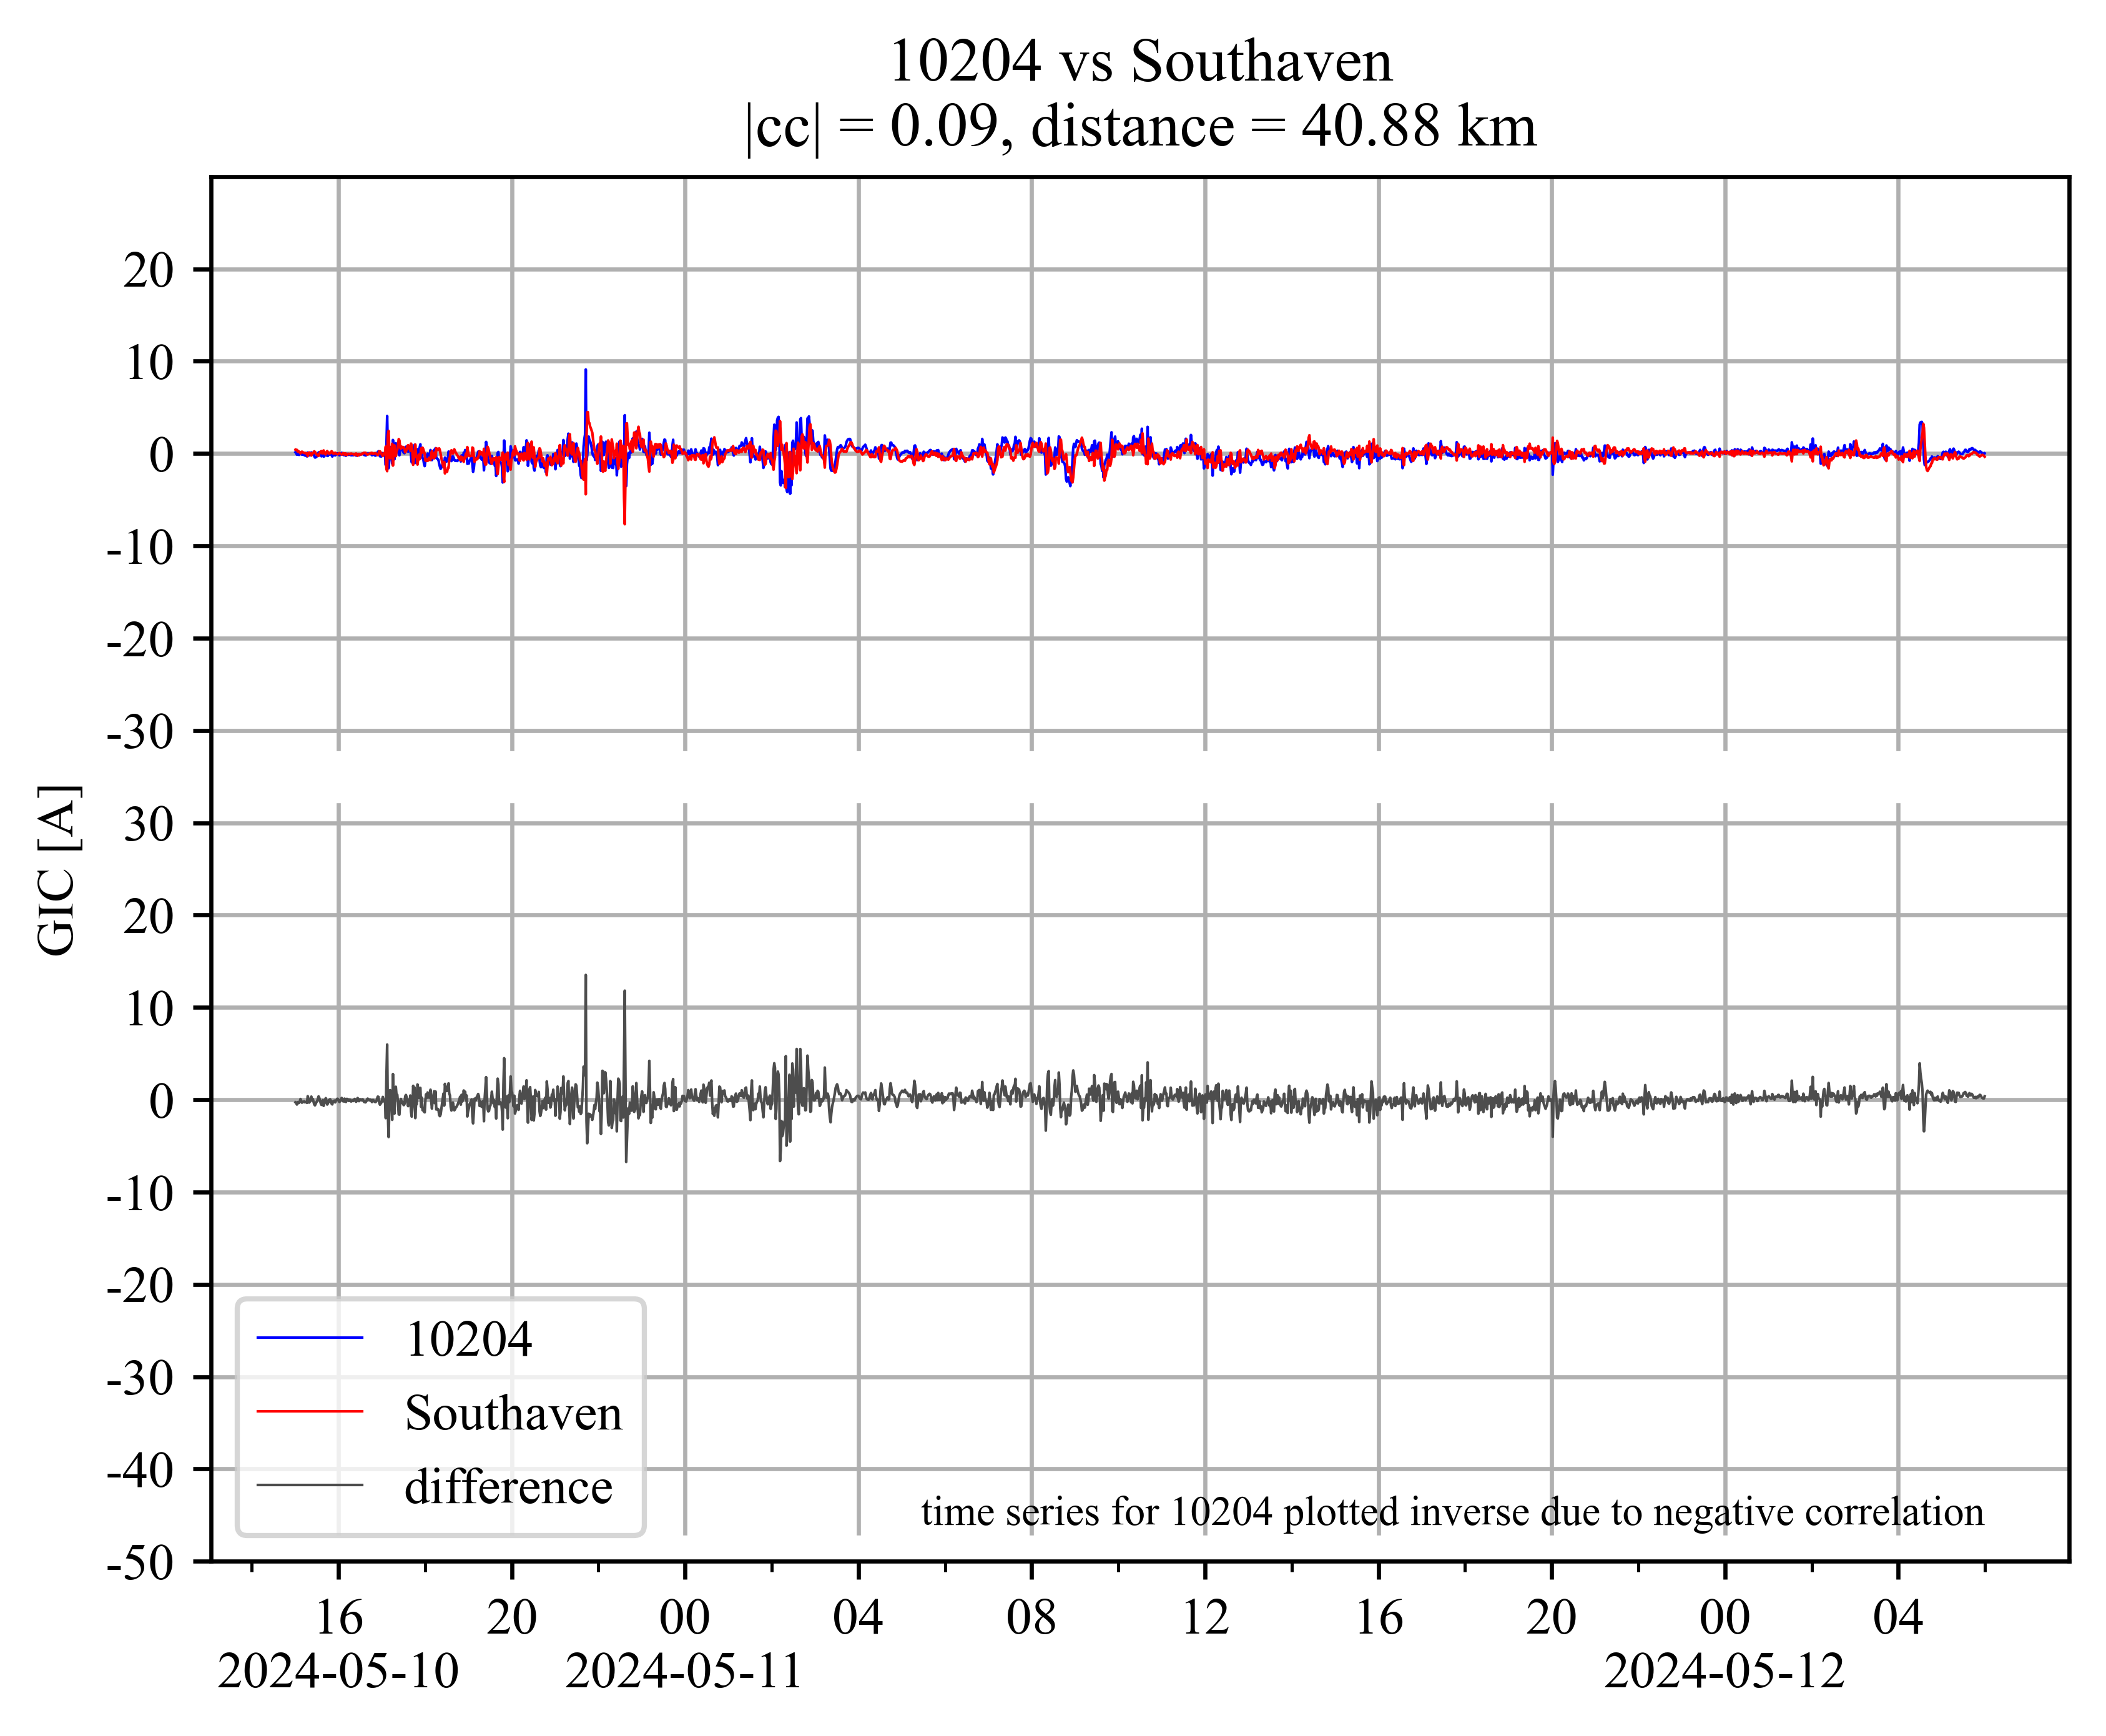 10204 vs Southaven
|cc| = 0.09, distance = 40.88 km
GIC [A]
20
10
0
-10
-20
-30
30
20
10
0
-10
-20
-30
-40
-50
10204
Southaven
difference
time series for 10204 plotted inverse due to negative correlation
16 20 00 04 08 12 16 20 00 04
2024-05-10 2024-05-11 2024-05-12